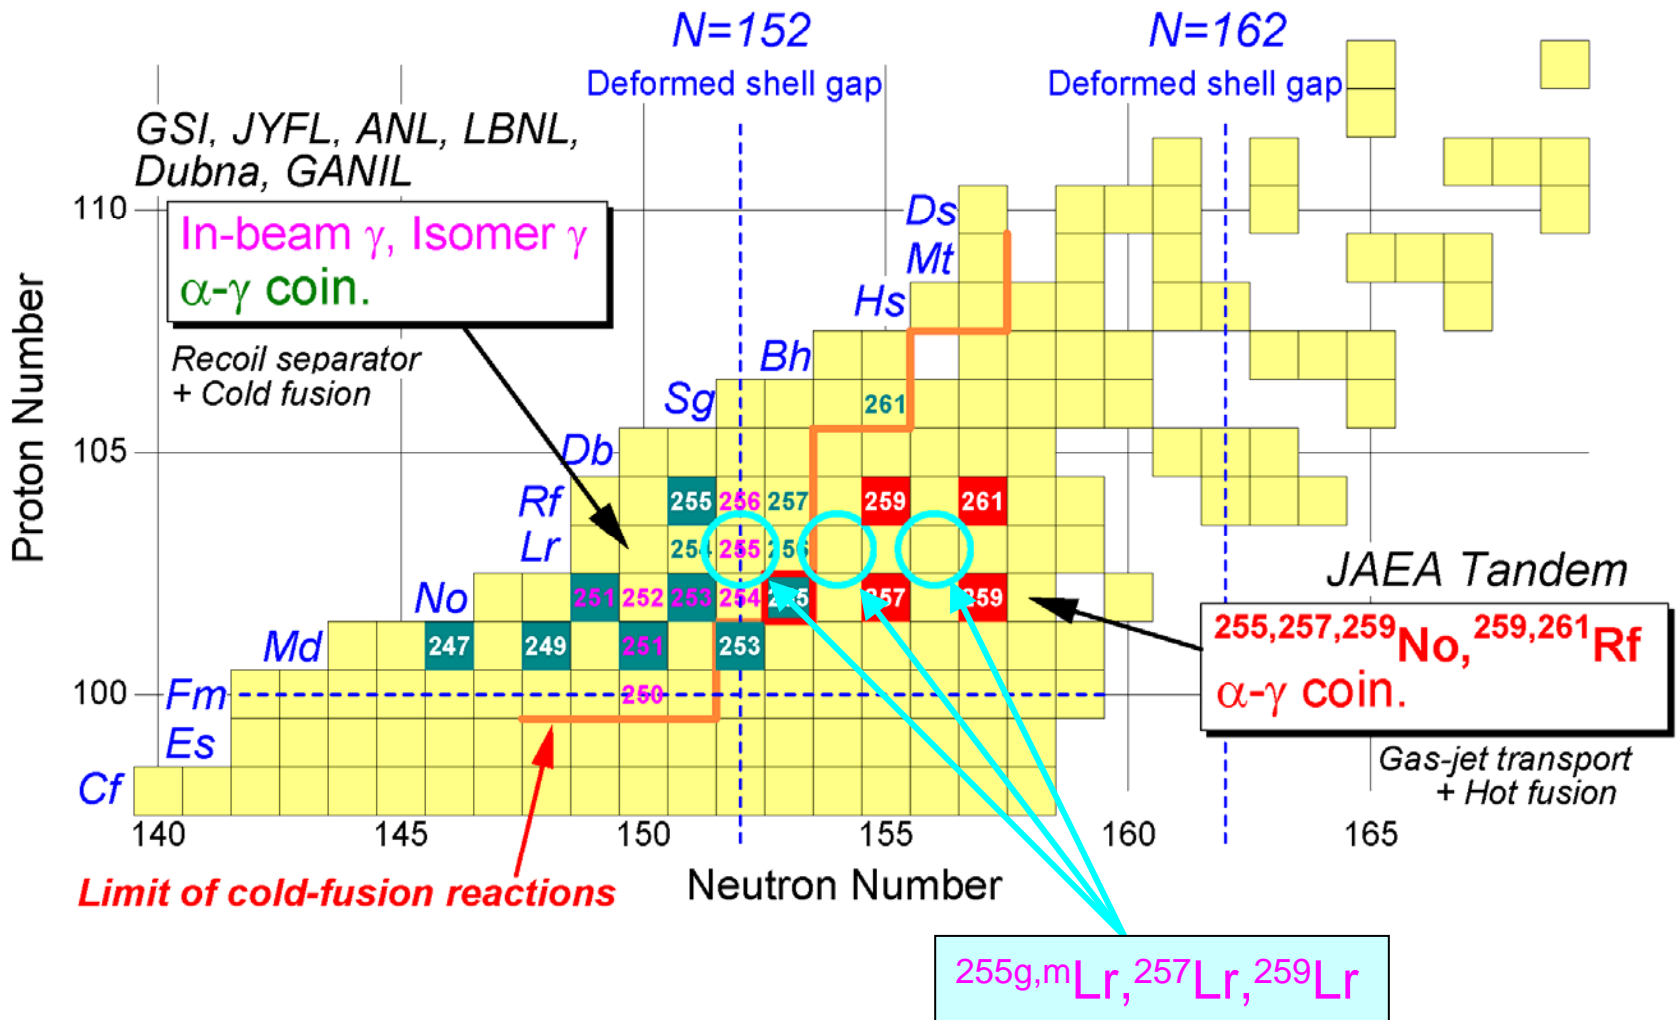 N=152
N=162
Deformed shell gap
Deformed shell gap
GSI, JYFL, ANL, LBNL,
Dubna, GANIL
In-beam γ, Isomer γ
α-γ coin.
Recoil separator
+ Cold fusion
Proton Number
110
105
100
Ds
Mt
Hs
Bh
Sg
261
Db
Rf
255
256
257
259
261
Lr
254
255
256
No
251
252
253
254
255
257
259
Md
247
249
251
253
Fm
250
Es
Cf
JAEA Tandem
255,257,259No, 259,261Rf
α-γ coin.
Gas-jet transport
+ Hot fusion
140
145
150
155
160
165
Neutron Number
Limit of cold-fusion reactions
255g,mLr, 257Lr, 259Lr